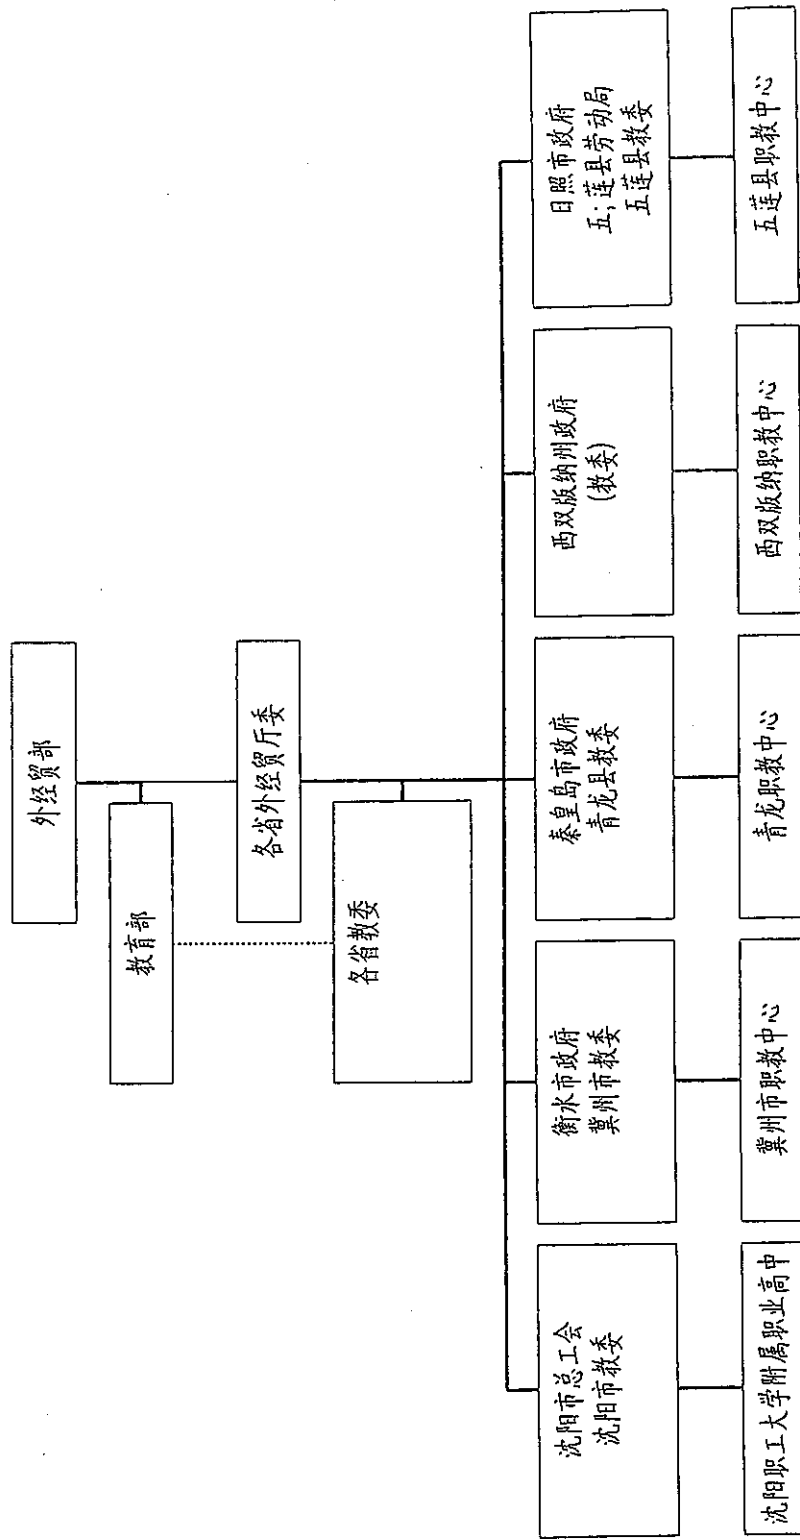 外经贸部
教育部
各省外经贸厅委
各省教委
沈阳市总工会
沈阳市教委
衡水市政府
冀州市教委
秦皇岛市政府
青龙县教委
西双版纳州政府
(教委)
日照市政府
五;莲县劳动局
五莲县教委
沈阳职工大学附属职业高中
冀州市职教中心
青龙职教中心
西双版纳职教中心
五莲县职教中心